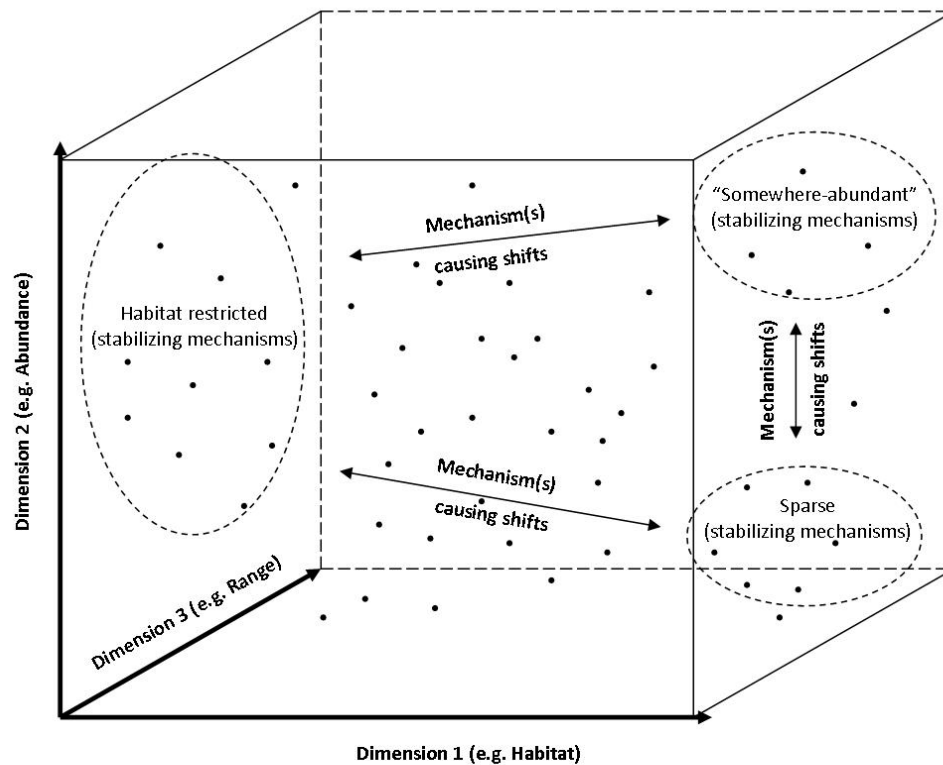 “Somewhere-abundant”
(stabilizing mechanisms)
Mechanism(s)
causing shifts
Habitat restricted
(stabilizing mechanisms)
Mechanism(s)
causing shifts
Mechanism(s)
causing shifts
Sparse
(stabilizing mechanisms)
Dimension 2 (e.g. Abundance)
Dimension 3 (e.g. Range)
Dimension 1 (e.g. Habitat)